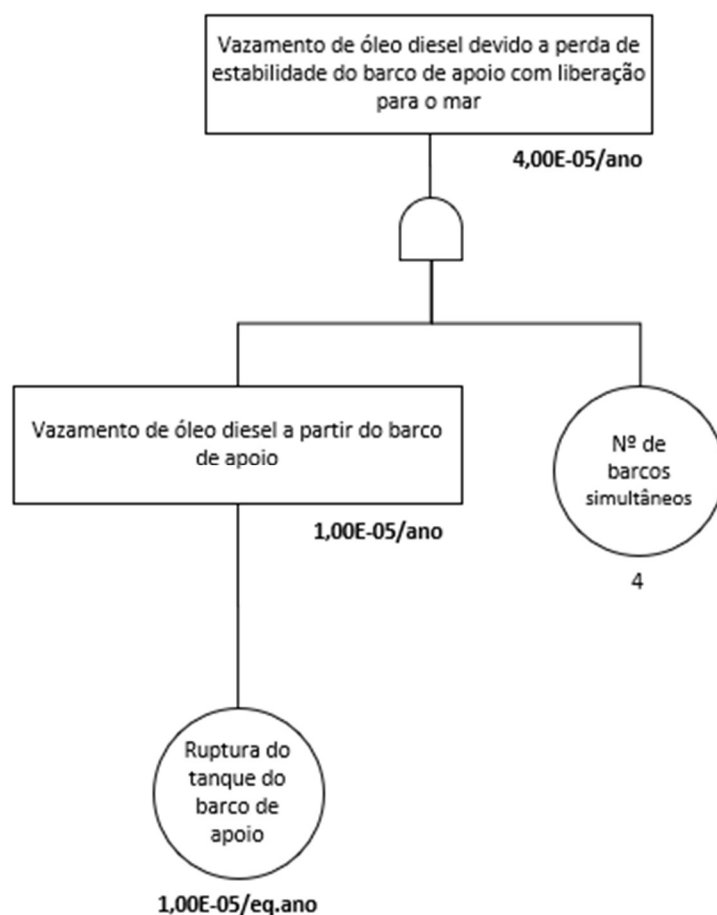 Vazamento de óleo diesel devido a perda de
estabilidade do barco de apoio com liberação
para o mar
4,00E-05/ano
Vazamento de óleo diesel a partir do barco
de apoio
1,00E-05/ano
Nº de
barcos
simultâneos
4
Ruptura do
tanque do
barco de
apoio
1,00E-05/eq.ano